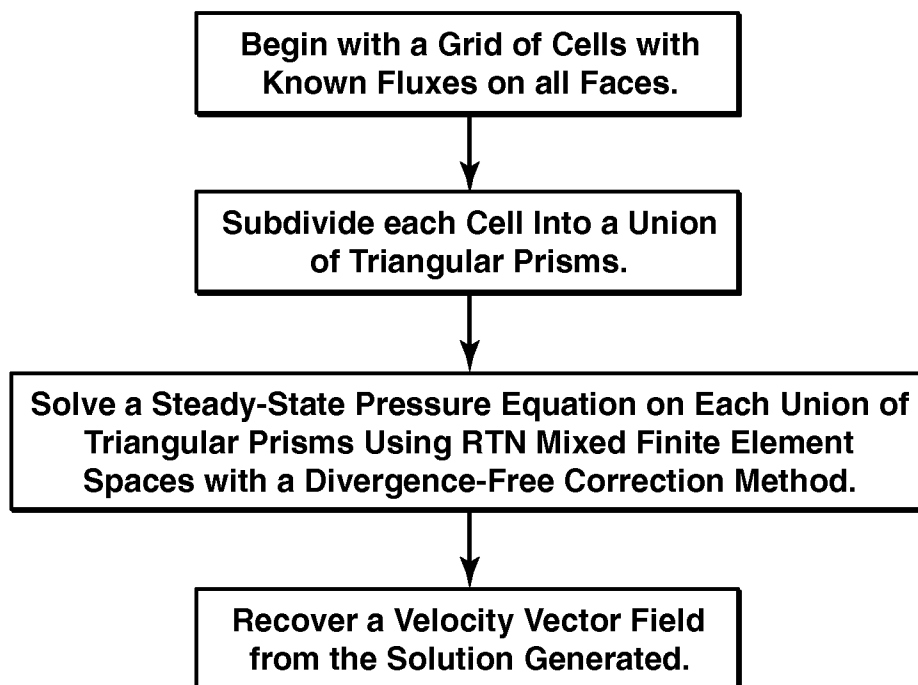 Begin with a Grid of Cells with
Known Fluxes on all Faces.
Subdivide each Cell Into a Union
of Triangular Prisms.
Solve a Steady-State Pressure Equation on Each Union of
Triangular Prisms Using RTN Mixed Finite Element
Spaces with a Divergence-Free Correction Method.
Recover a Velocity Vector Field
from the Solution Generated.